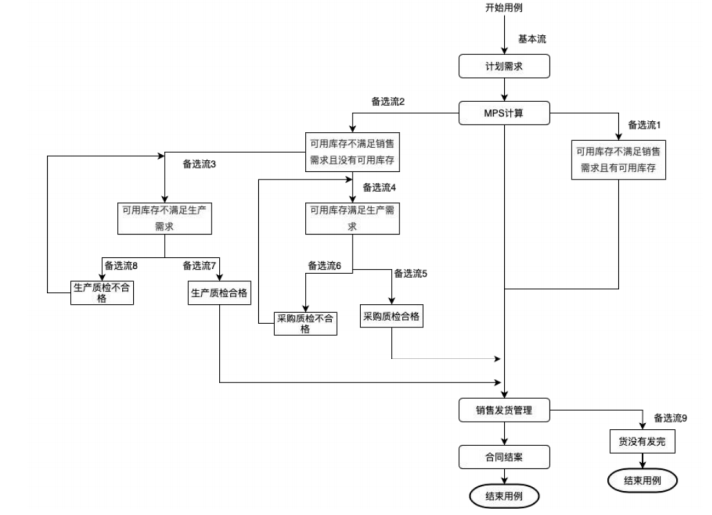 开始用例
基本流
计划需求
MPS计算
备选流2
备选流1
可用库存不满足销售
需求且没有可用库存
可用库存不满足销售
需求且有可用库存
备选流3
备选流4
可用库存不满足生产
需求
可用库存满足生产需
求
备选流8
备选流7
备选流6
备选流5
生产质检不合
格
生产质检合格
采购质检不合
格
采购质检合格
销售发货管理
备选流9
货没有发完
合同结案
结束用例
结束用例